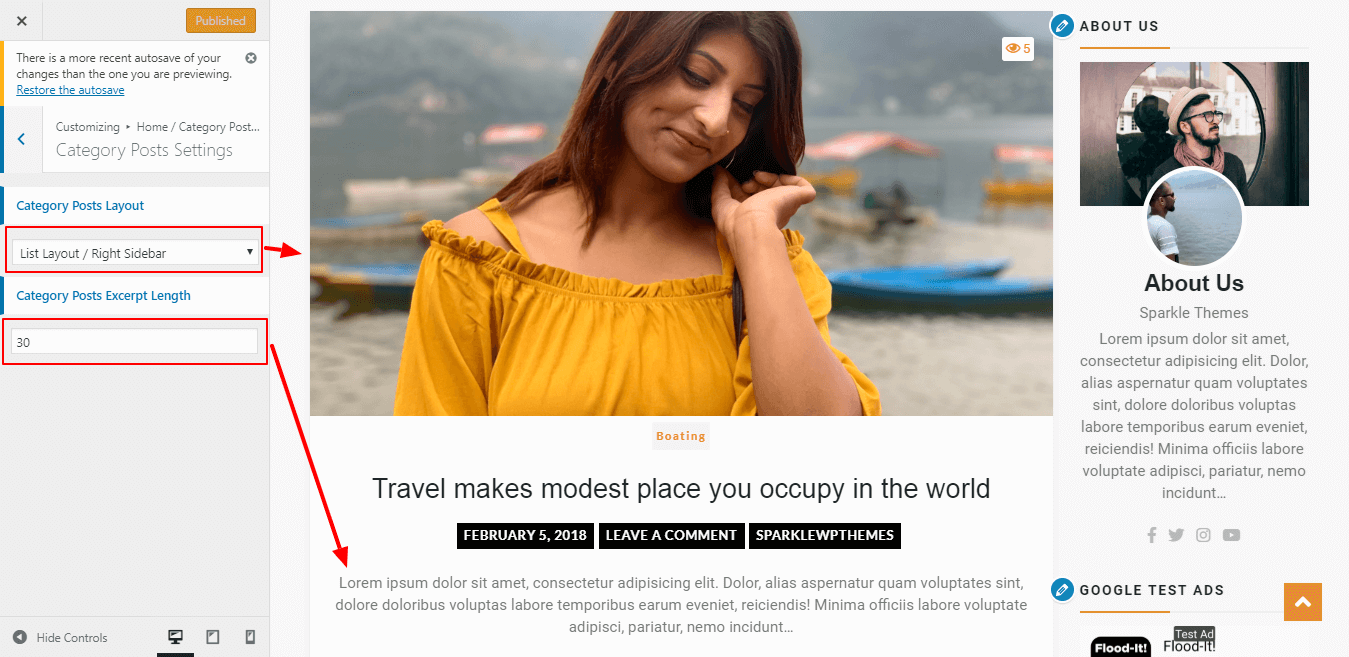 Published
There is a more recent autosave of your
changes than the one you are previewing.
Restore the autosave
Customizing ▸ Home / Category Post...
Category Posts Settings
Category Posts Layout
List Layout / Right Sidebar
Category Posts Excerpt Length
30
Hide Controls
5
Boating
Travel makes modest place you occupy in the world
FEBRUARY 5, 2018 LEAVE A COMMENT SPARKLEWPTHEMES
Lorem ipsum dolor sit amet, consectetur adipisicing elit. Dolor, alias aspernatur quam voluptates sint,
dolore doloribus voluptas labore temporibus earum eveniet, reiciendis! Minima officiis labore voluptate
adipisci, pariatur, nemo incidunt…
ABOUT US
About Us
Sparkle Themes
Lorem ipsum dolor sit amet,
consectetur adipisicing elit. Dolor,
alias aspernatur quam voluptates
sint, dolore doloribus voluptas
labore temporibus earum eveniet,
reiciendis! Minima officiis labore
voluptate adipisci, pariatur, nemo
incidunt…
GOOGLE TEST ADS
Test Ad
Flood-It!
Flood-It!